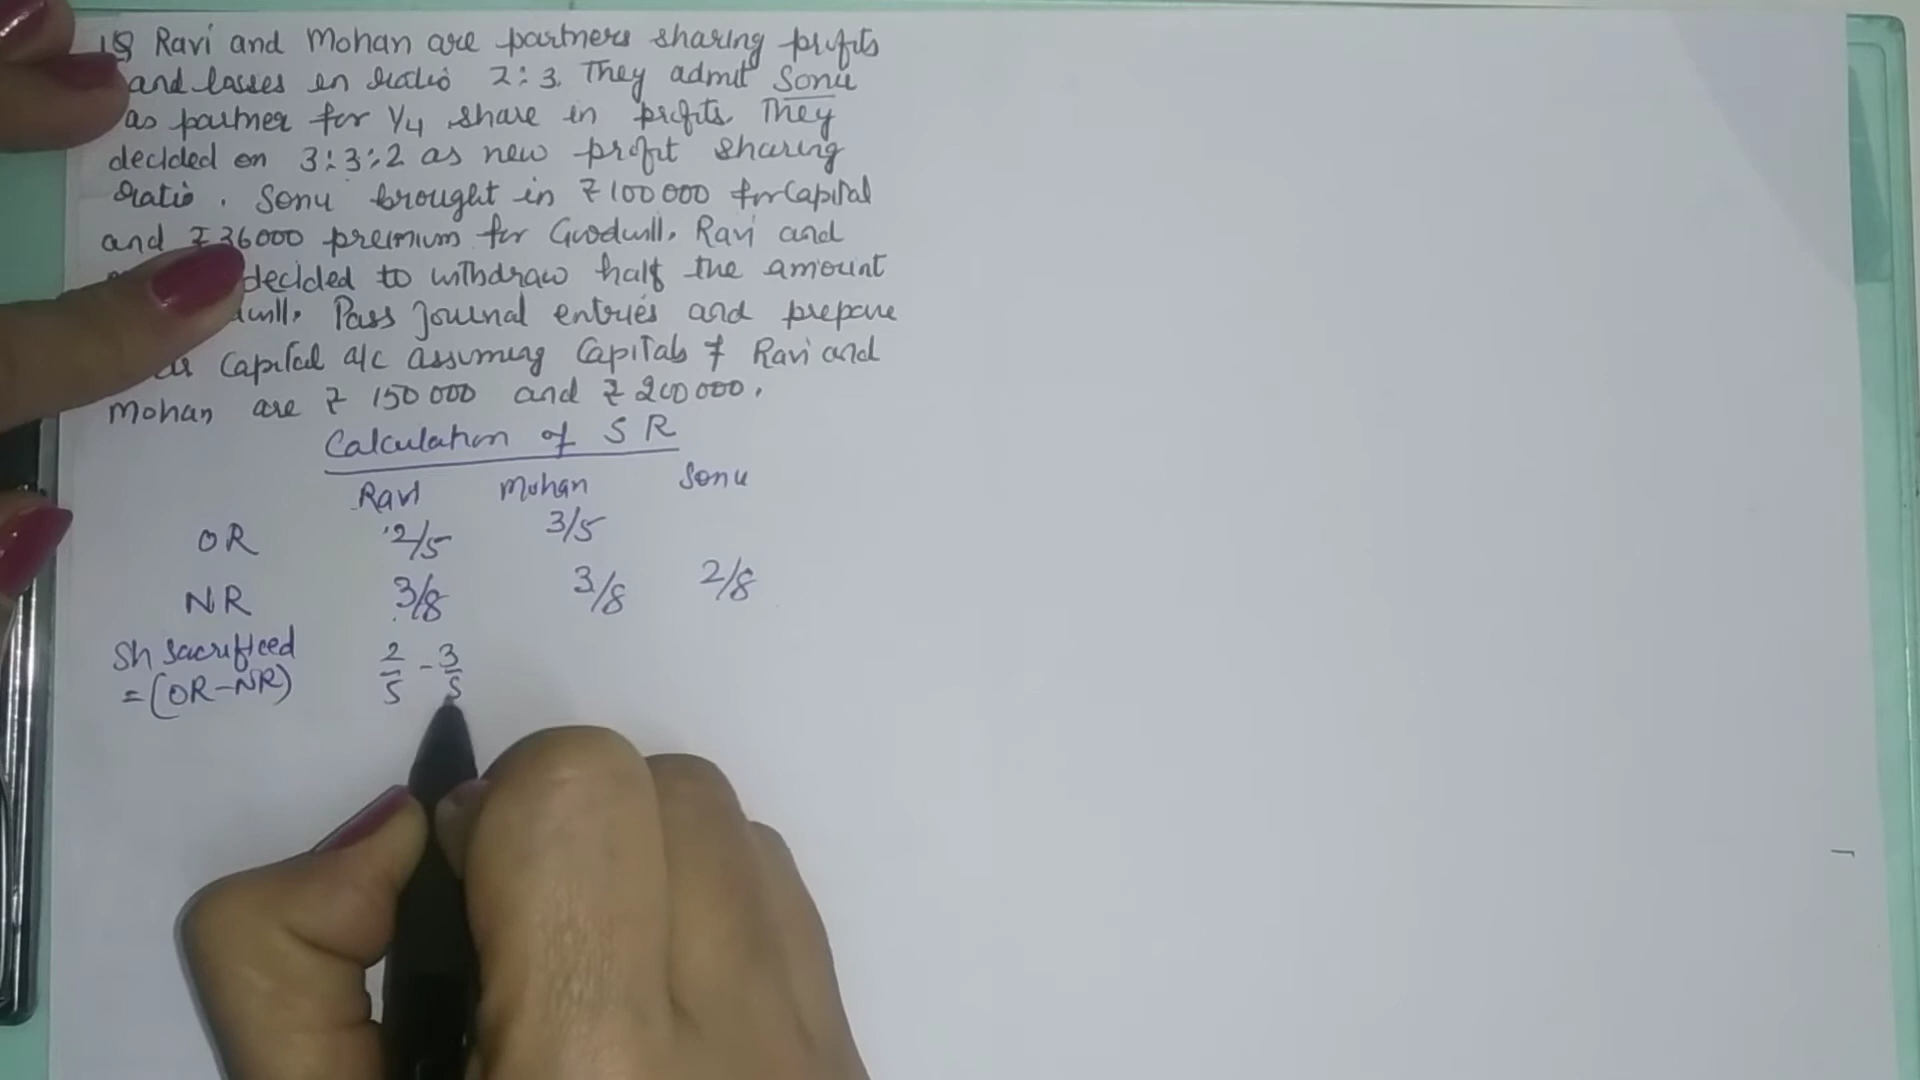 Ravi and Mohan are partners sharing profits
and losses in ratio 2:3. They admit Sonu
as partner for 1/4 share in profits. They
decided on 3:3:2 as new profit sharing
ratio. Sonu brought in ₹100000 for Capital
and ₹36000 premium for Goodwill. Ravi and
decided to withdraw half the amount
Pass Journal entries and prepare
Capital a/c assuming Capitals of Ravi and
Mohan are ₹ 150000 and ₹200000.
Calculation of SR
Ravi Mohan Sonu
OR 2/5 3/5
NR 3/8 3/8 2/8
Sh sacrificed
=(OR-NR) 2/5 - 3/5